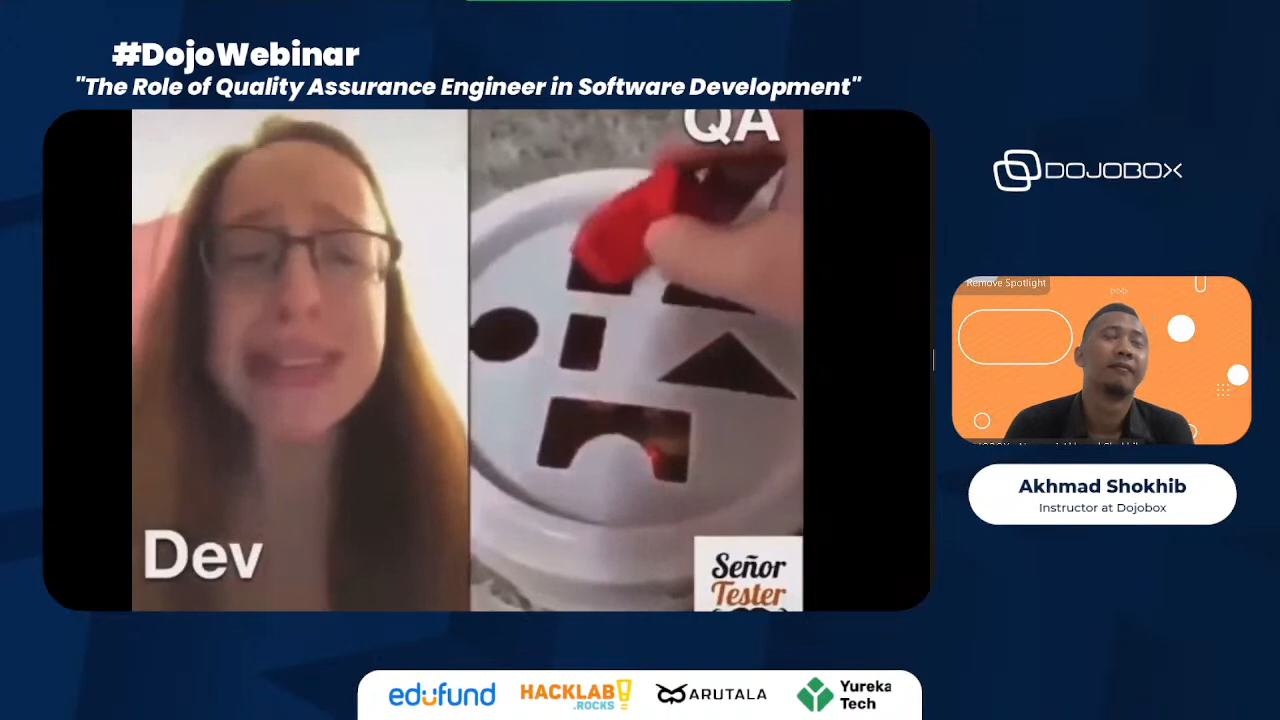 #DojoWebinar
"The Role of Quality Assurance Engineer in Software Development"
QA
Dev
Señor
Tester
DOJOBOX
Remove Spotlight
Akhmad Shokhib
Instructor at Dojobox
edufund
HACKLAB!
.ROCKS
ARUTALA
Yureka
Tech